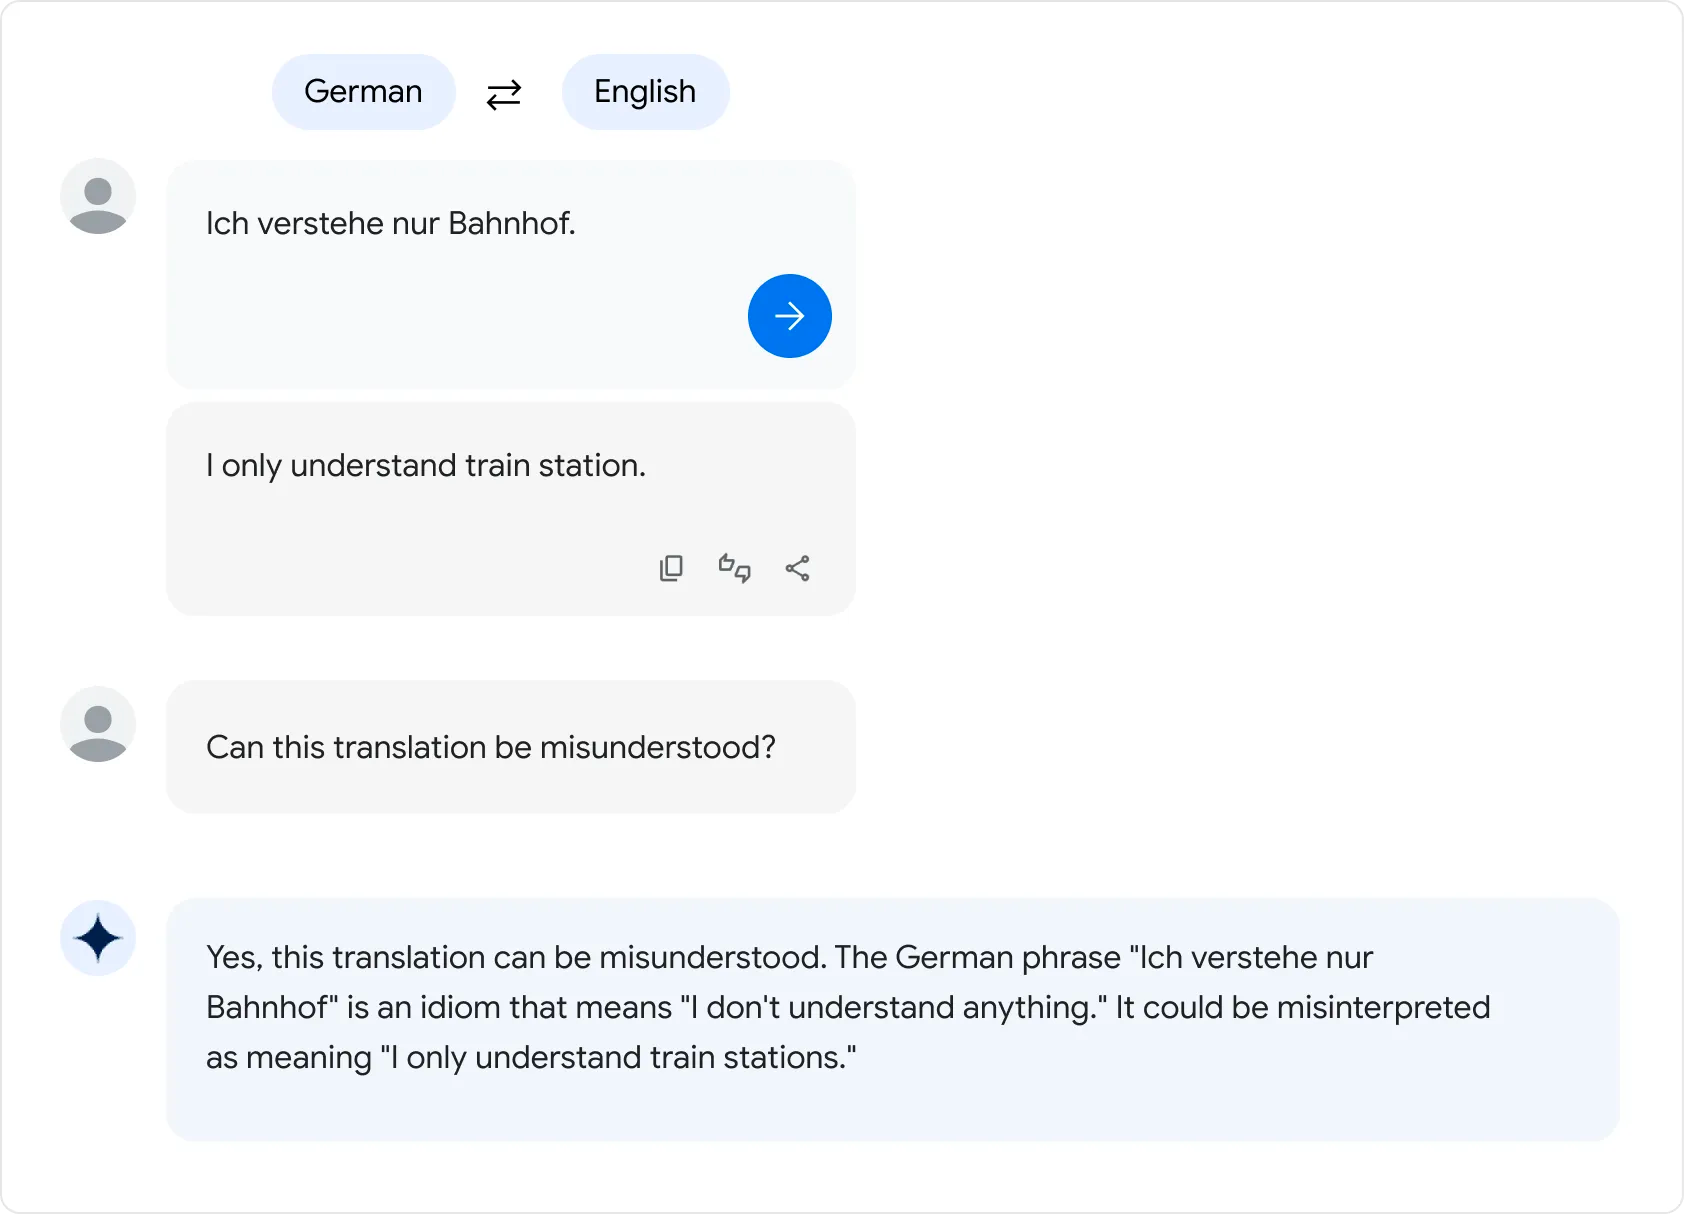 German
English
Ich verstehe nur Bahnhof.
I only understand train station.
Can this translation be misunderstood?
Yes, this translation can be misunderstood. The German phrase "Ich verstehe nur
Bahnhof" is an idiom that means "I don't understand anything." It could be misinterpreted
as meaning "I only understand train stations."